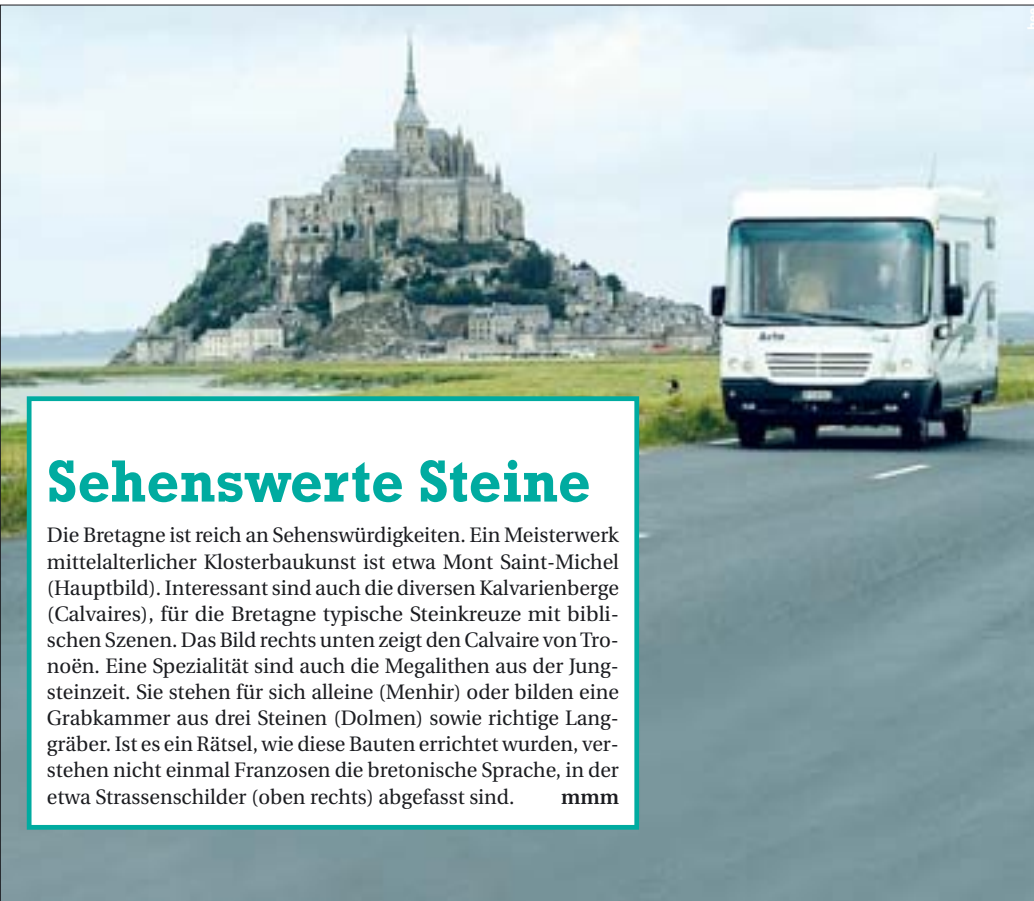 Sehenswerte Steine
Die Bretagne ist reich an Sehenswürdigkeiten. Ein Meisterwerk
mittelalterlicher Klosterbaukunst ist etwa Mont Saint-Michel
(Hauptbild). Interessant sind auch die diversen Kalvarienberge
(Calvaires), für die Bretagne typische Steinkreuze mit bibli-
schen Szenen. Das Bild rechts unten zeigt den Calvaire von Tro-
noën. Eine Spezialität sind auch die Megalithen aus der Jung-
steinzeit. Sie stehen für sich alleine (Menhir) oder bilden eine
Grabkammer aus drei Steinen (Dolmen) sowie richtige Lang-
gräber. Ist es ein Rätsel, wie diese Bauten errichtet wurden, ver-
stehen nicht einmal Franzosen die bretonische Sprache, in der
etwa Strassenschilder (oben rechts) abgefasst sind. mmm